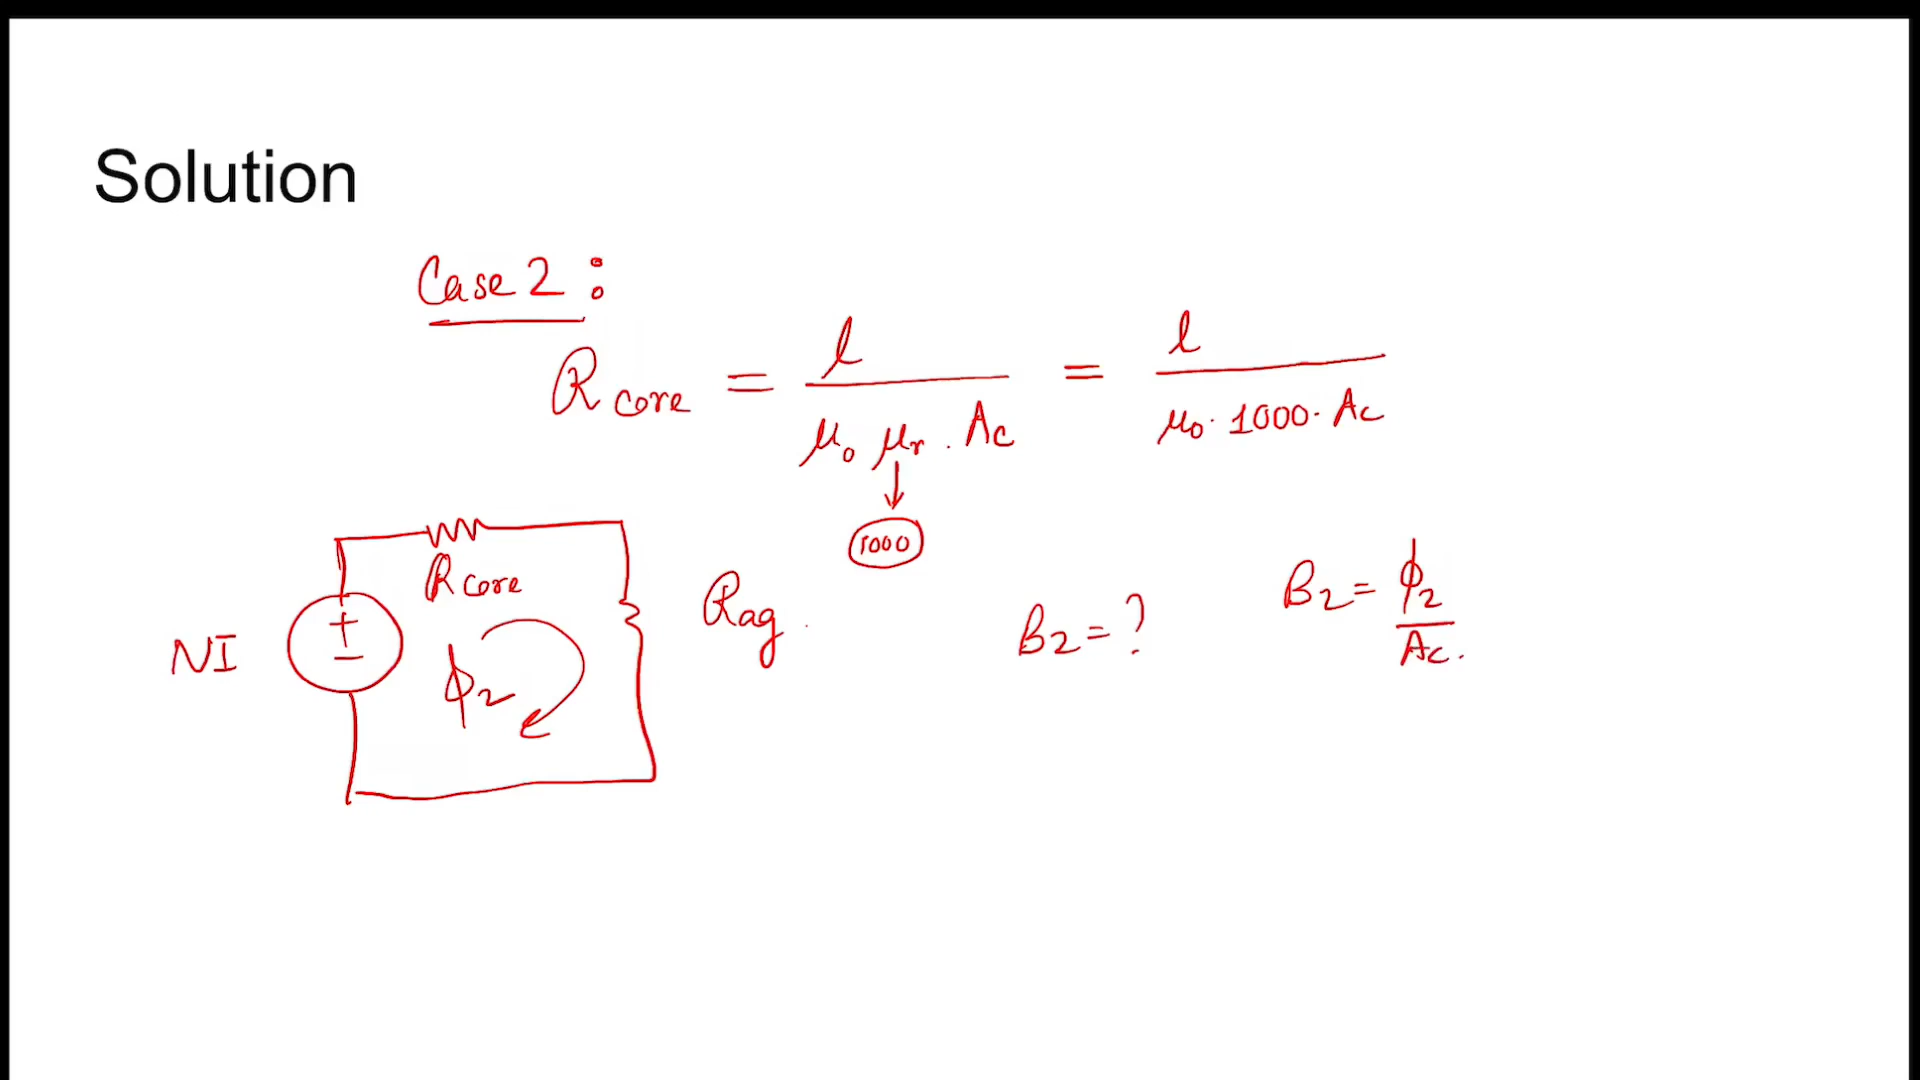 Solution
Case 2 :
R core = l / μ₀ μᵣ . Ac = l / μ₀ . 1000 . Ac
1000
R core
Rag .
NI
+
−
ϕ₂
B₂ = ?
B₂ = ϕ₂ / Ac .